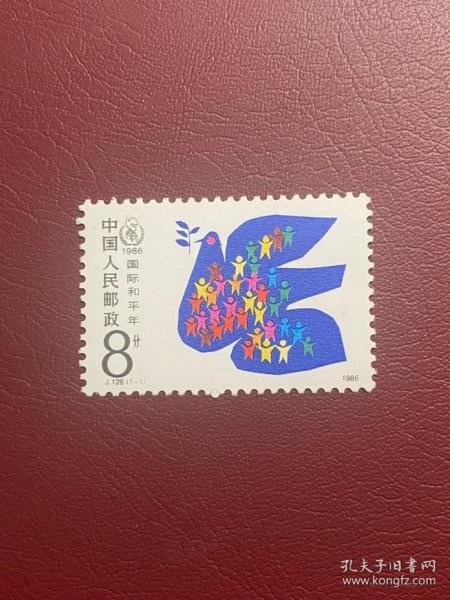 中国人民邮政
1986
国际和平年
8分
J.128(1-1)
1986
孔夫子旧书网
www.kongfz.com